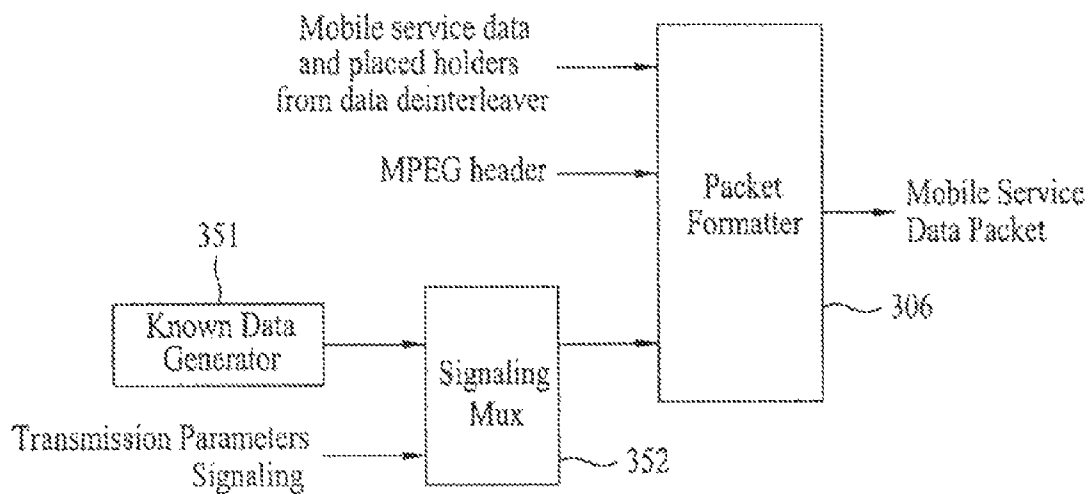 Mobile service data
and placed holders
from data deinterleaver
MPEG header
Packet
Formatter
Mobile Service
Data Packet
306
351
Known Data
Generator
Signaling
Mux
352
Transmission Parameters
Signaling